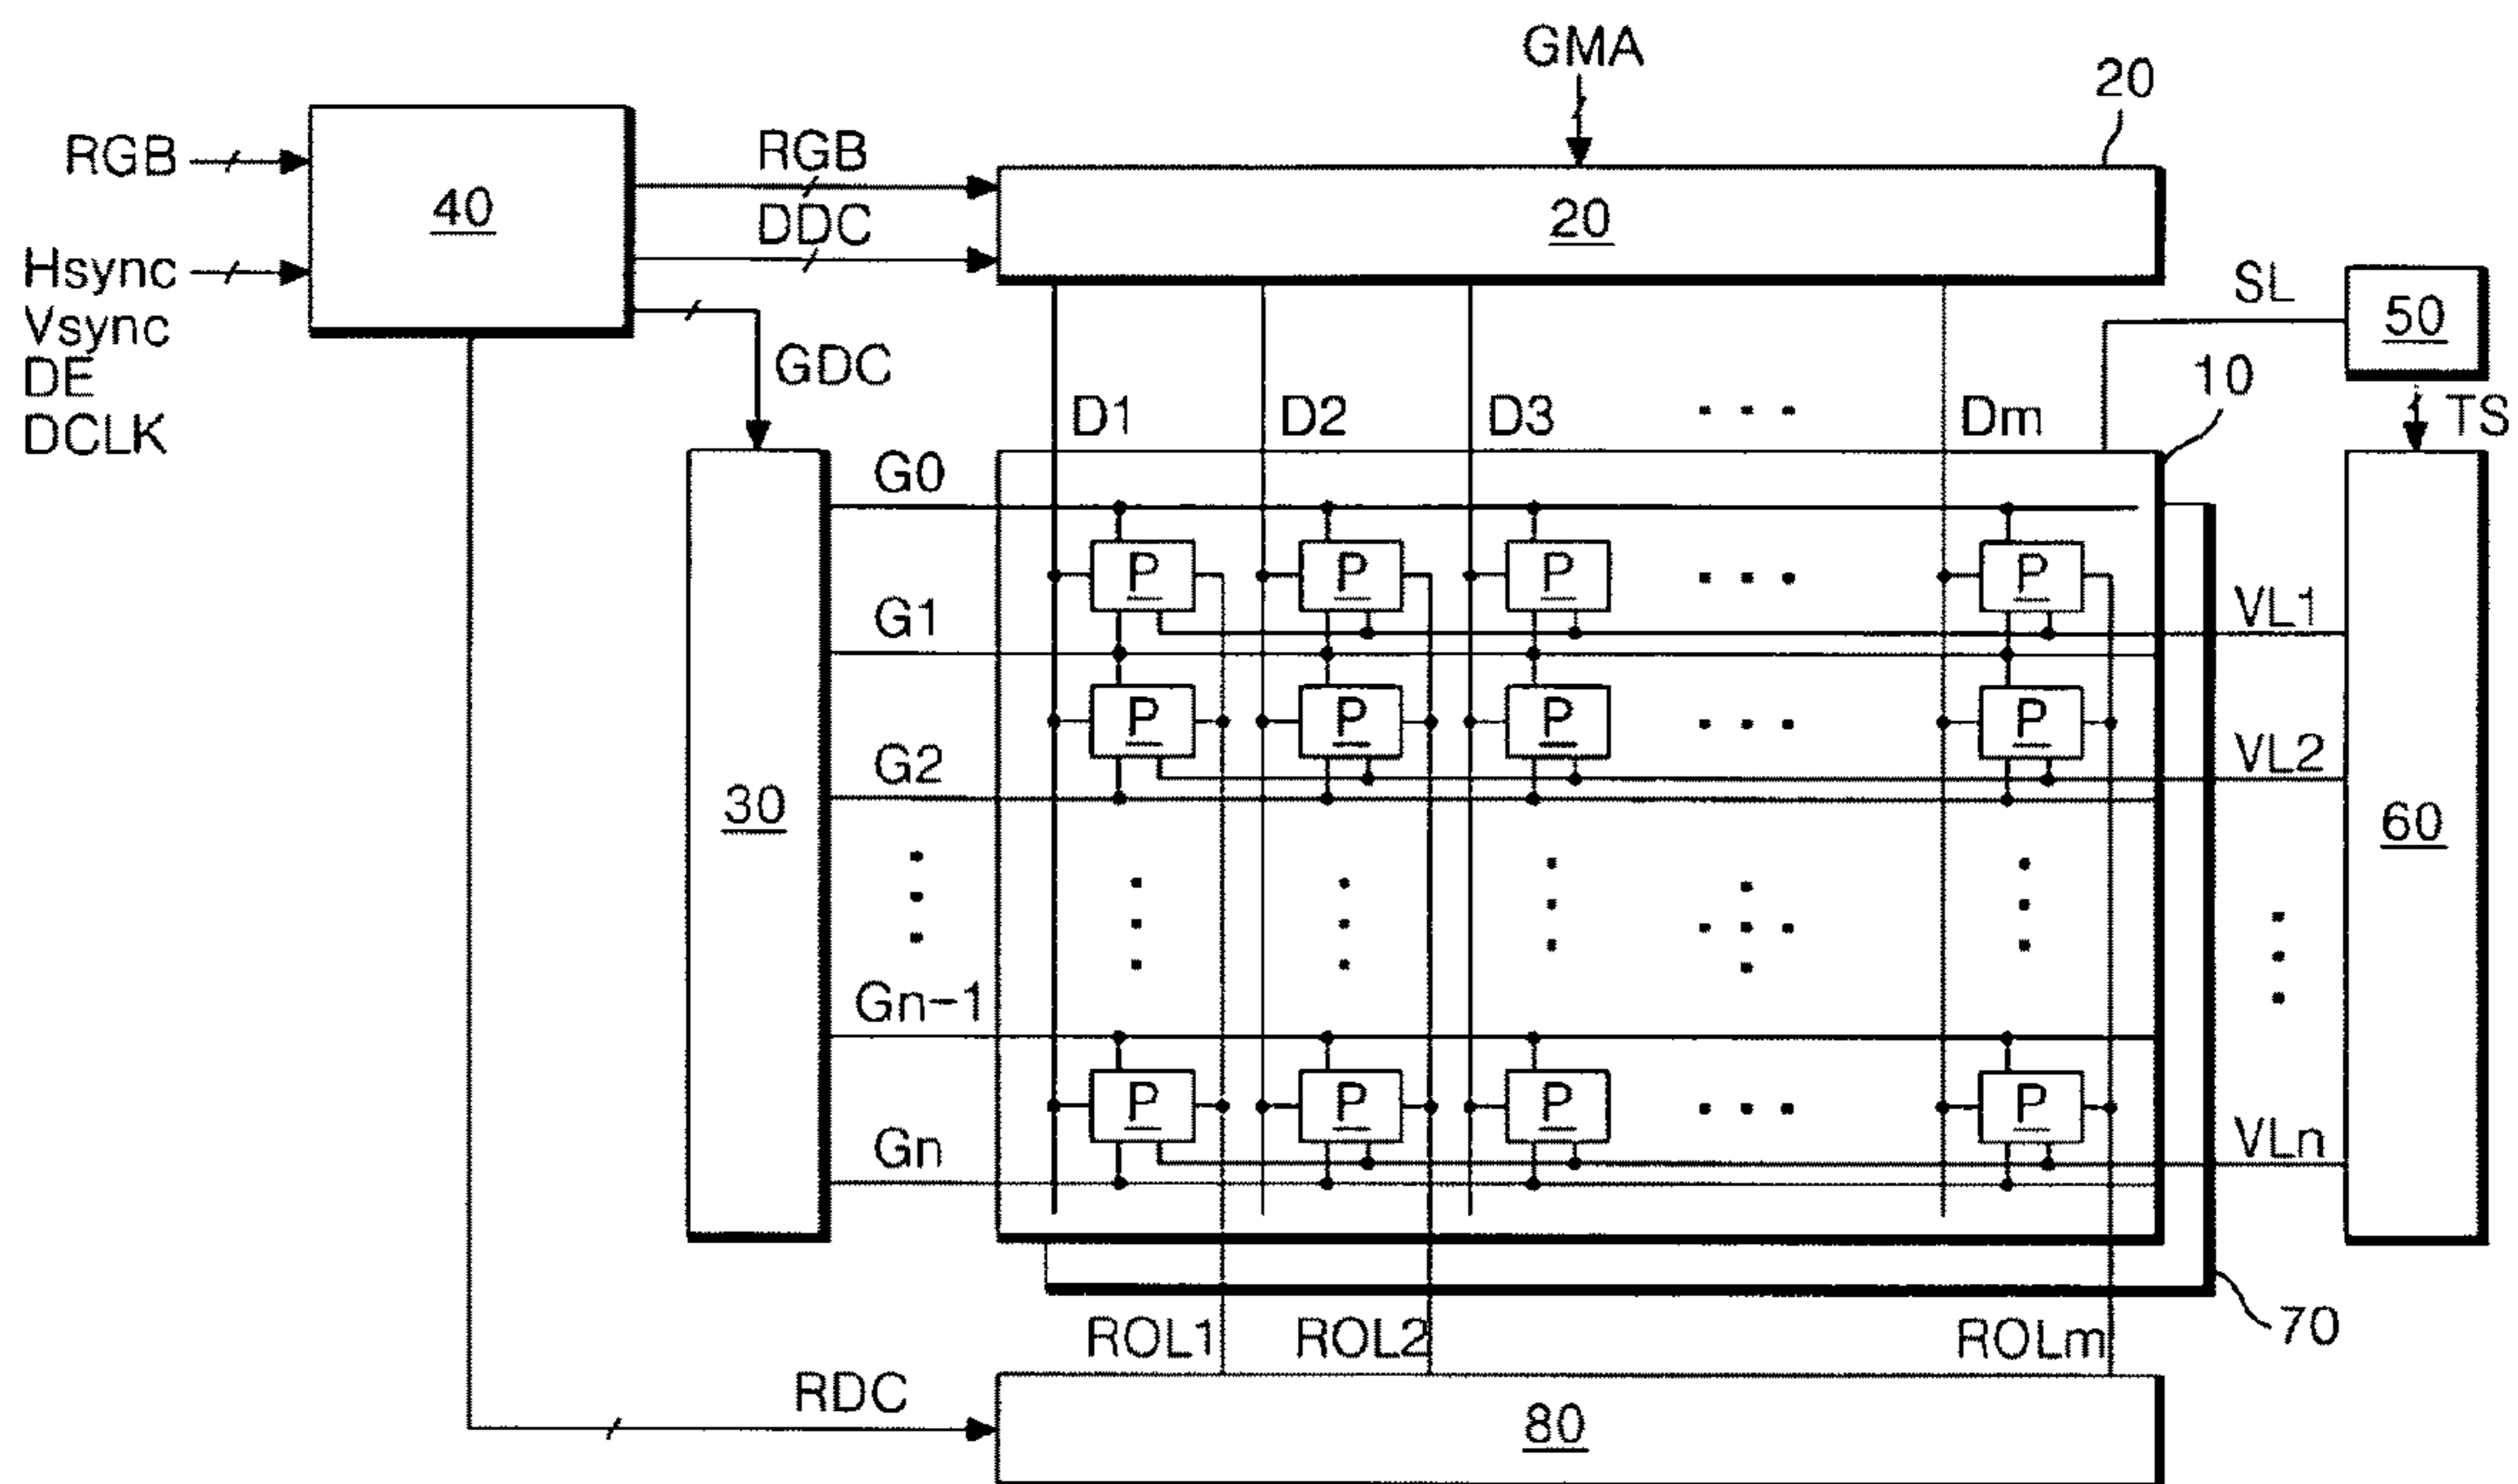 GMA
20
RGB
RGB
40
DDC
20
Hsync
Vsync
DE
DCLK
SL
50
GDC
10
D1 D2 D3 ··· Dm
TS
G0
P P P ··· P
G1
VL1
P P P ··· P
G2
VL2
30
60
Gn-1
P P P ··· P
Gn
VLn
ROL1 ROL2 ROLm
70
RDC
80